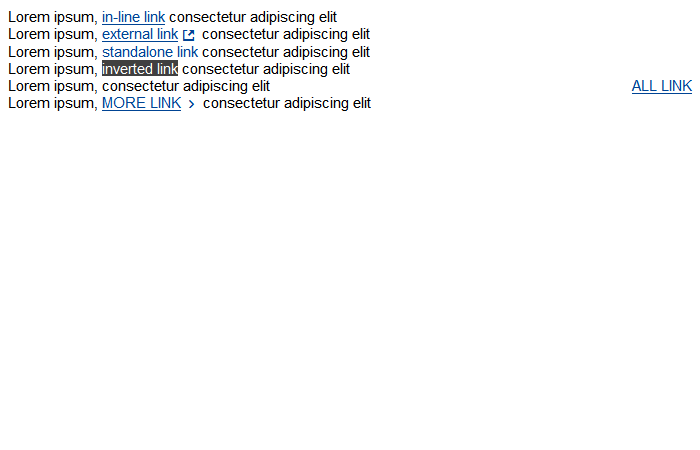 Lorem ipsum, in-line link consectetur adipiscing elit
Lorem ipsum, external link consectetur adipiscing elit
Lorem ipsum, standalone link consectetur adipiscing elit
Lorem ipsum, inverted link consectetur adipiscing elit
Lorem ipsum, consectetur adipiscing elit ALL LINK
Lorem ipsum, MORE LINK consectetur adipiscing elit